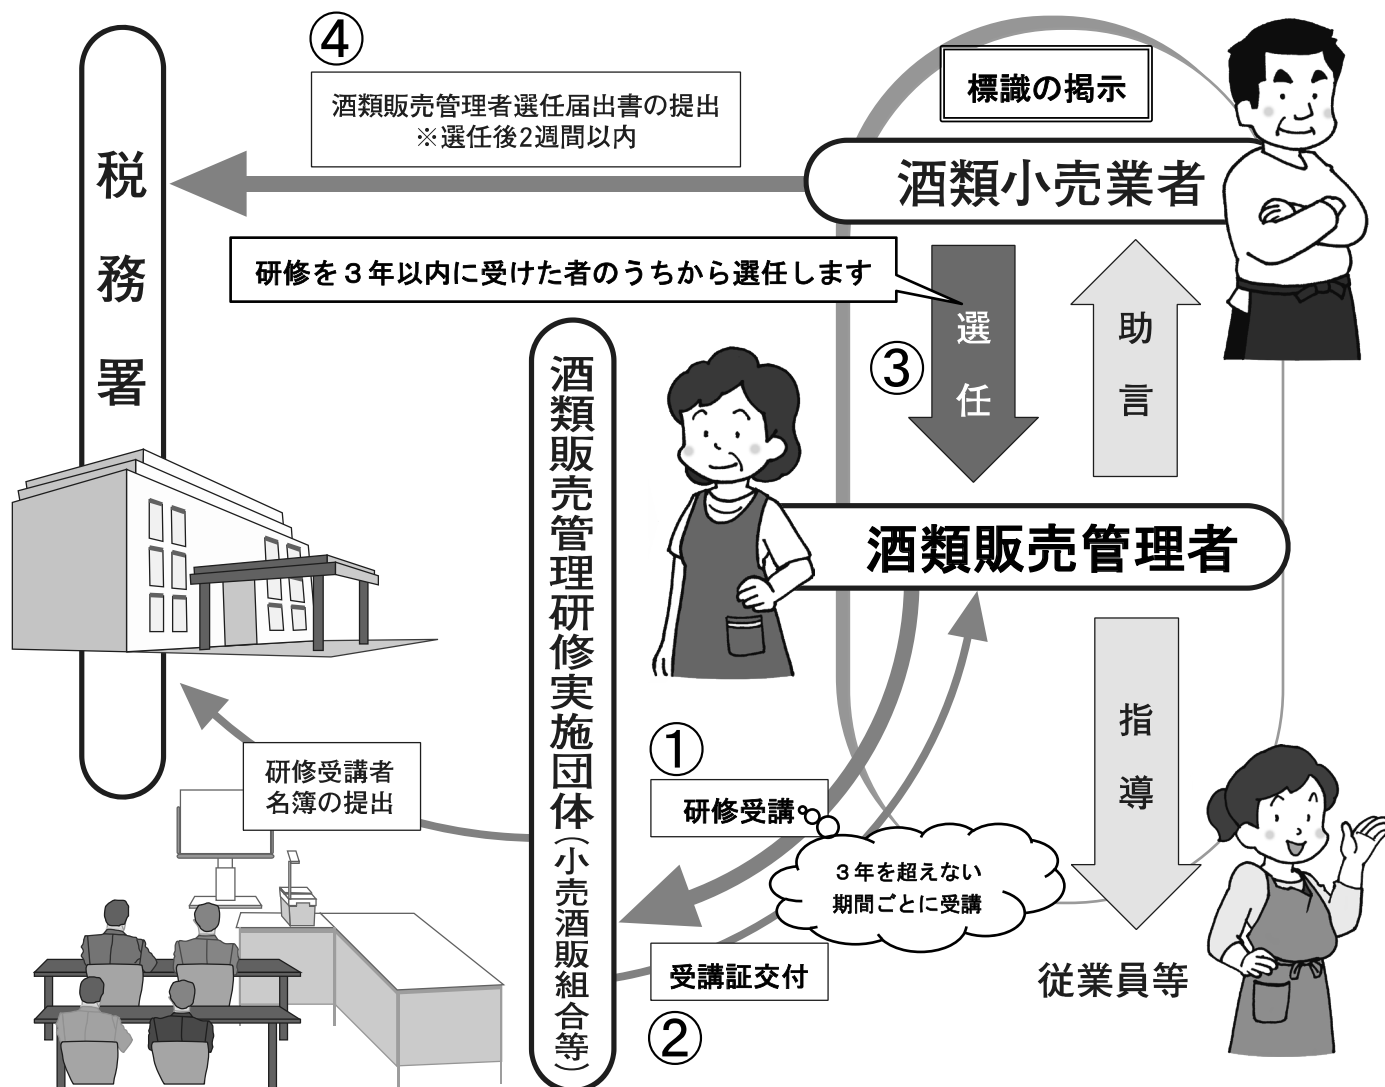 ④
酒類販売管理者選任届出書の提出
※選任後2週間以内
標識の掲示
税務署
酒類小売業者
研修を３年以内に受けた者のうちから選任します
選任
③
助言
酒類販売管理研修実施団体(小売酒販組合等)
酒類販売管理者
指導
①
研修受講
研修受講者
名簿の提出
３年を超えない
期間ごとに受講
受講証交付
②
従業員等